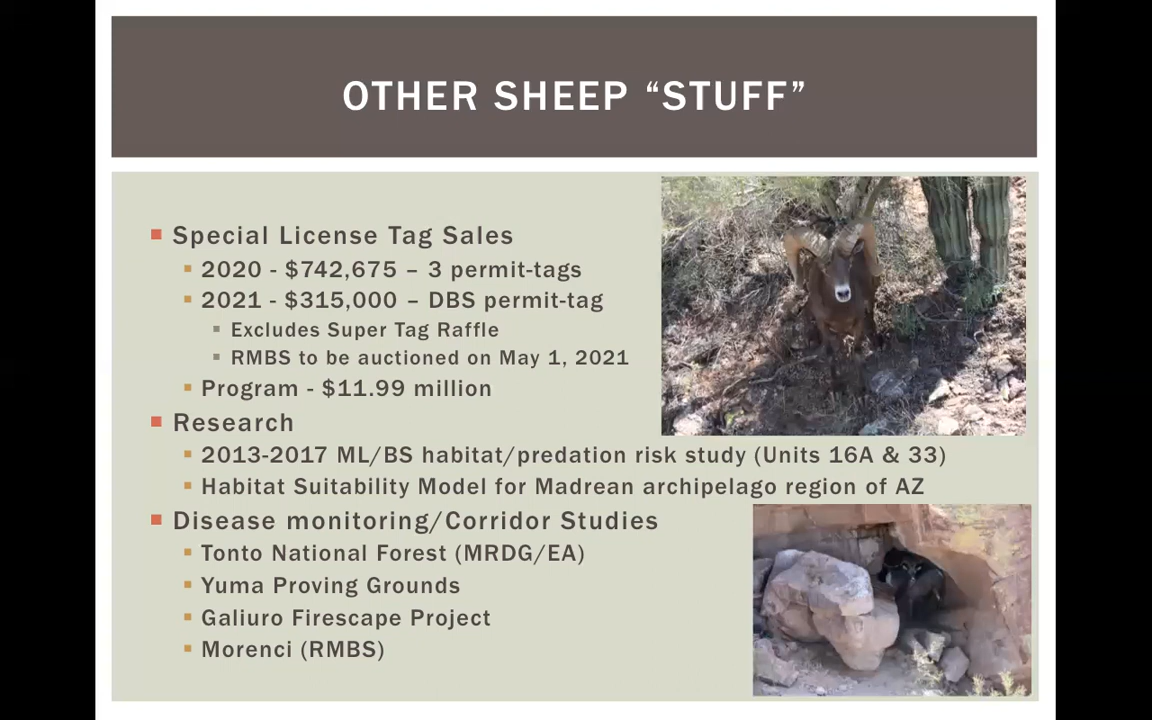 OTHER SHEEP “STUFF”
Special License Tag Sales
2020 - $742,675 – 3 permit-tags
2021 - $315,000 – DBS permit-tag
Excludes Super Tag Raffle
RMBS to be auctioned on May 1, 2021
Program - $11.99 million
Research
2013-2017 ML/BS habitat/predation risk study (Units 16A & 33)
Habitat Suitability Model for Madrean archipelago region of AZ
Disease monitoring/Corridor Studies
Tonto National Forest (MRDG/EA)
Yuma Proving Grounds
Galiuro Firescape Project
Morenci (RMBS)